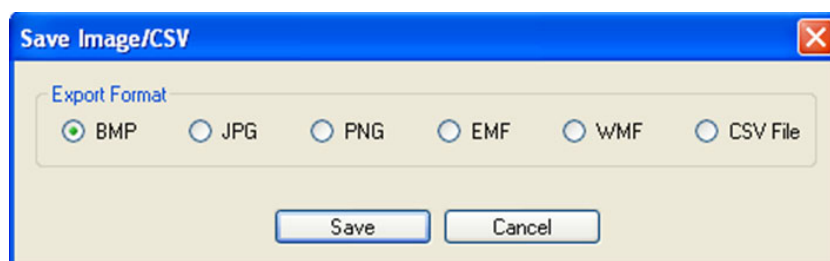 Save Image/CSV
Export Format
BMP JPG PNG EMF WMF CSV File
Save Cancel